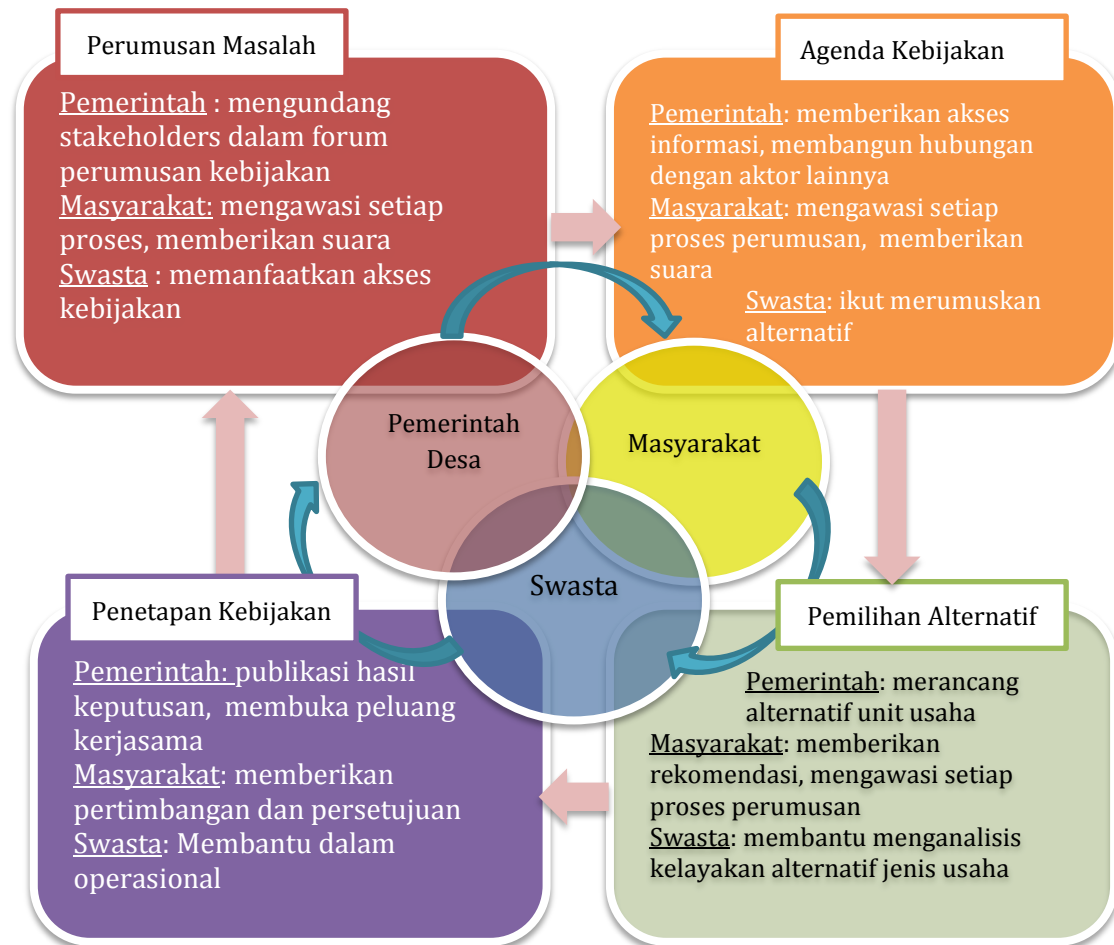 Perumusan Masalah
Pemerintah : mengundang
stakeholders dalam forum
perumusan kebijakan
Masyarakat: mengawasi setiap
proses, memberikan suara
Swasta : memanfaatkan akses
kebijakan
Agenda Kebijakan
Pemerintah: memberikan akses
informasi, membangun hubungan
dengan aktor lainnya
Masyarakat: mengawasi setiap
proses perumusan, memberikan
suara
Swasta: ikut merumuskan
alternatif
Pemerintah
Desa
Masyarakat
Swasta
Penetapan Kebijakan
Pemerintah: publikasi hasil
keputusan, membuka peluang
kerjasama
Masyarakat: memberikan
pertimbangan dan persetujuan
Swasta: Membantu dalam
operasional
Pemilihan Alternatif
Pemerintah: merancang
alternatif unit usaha
Masyarakat: memberikan
rekomendasi, mengawasi setiap
proses perumusan
Swasta: membantu menganalisis
kelayakan alternatif jenis usaha